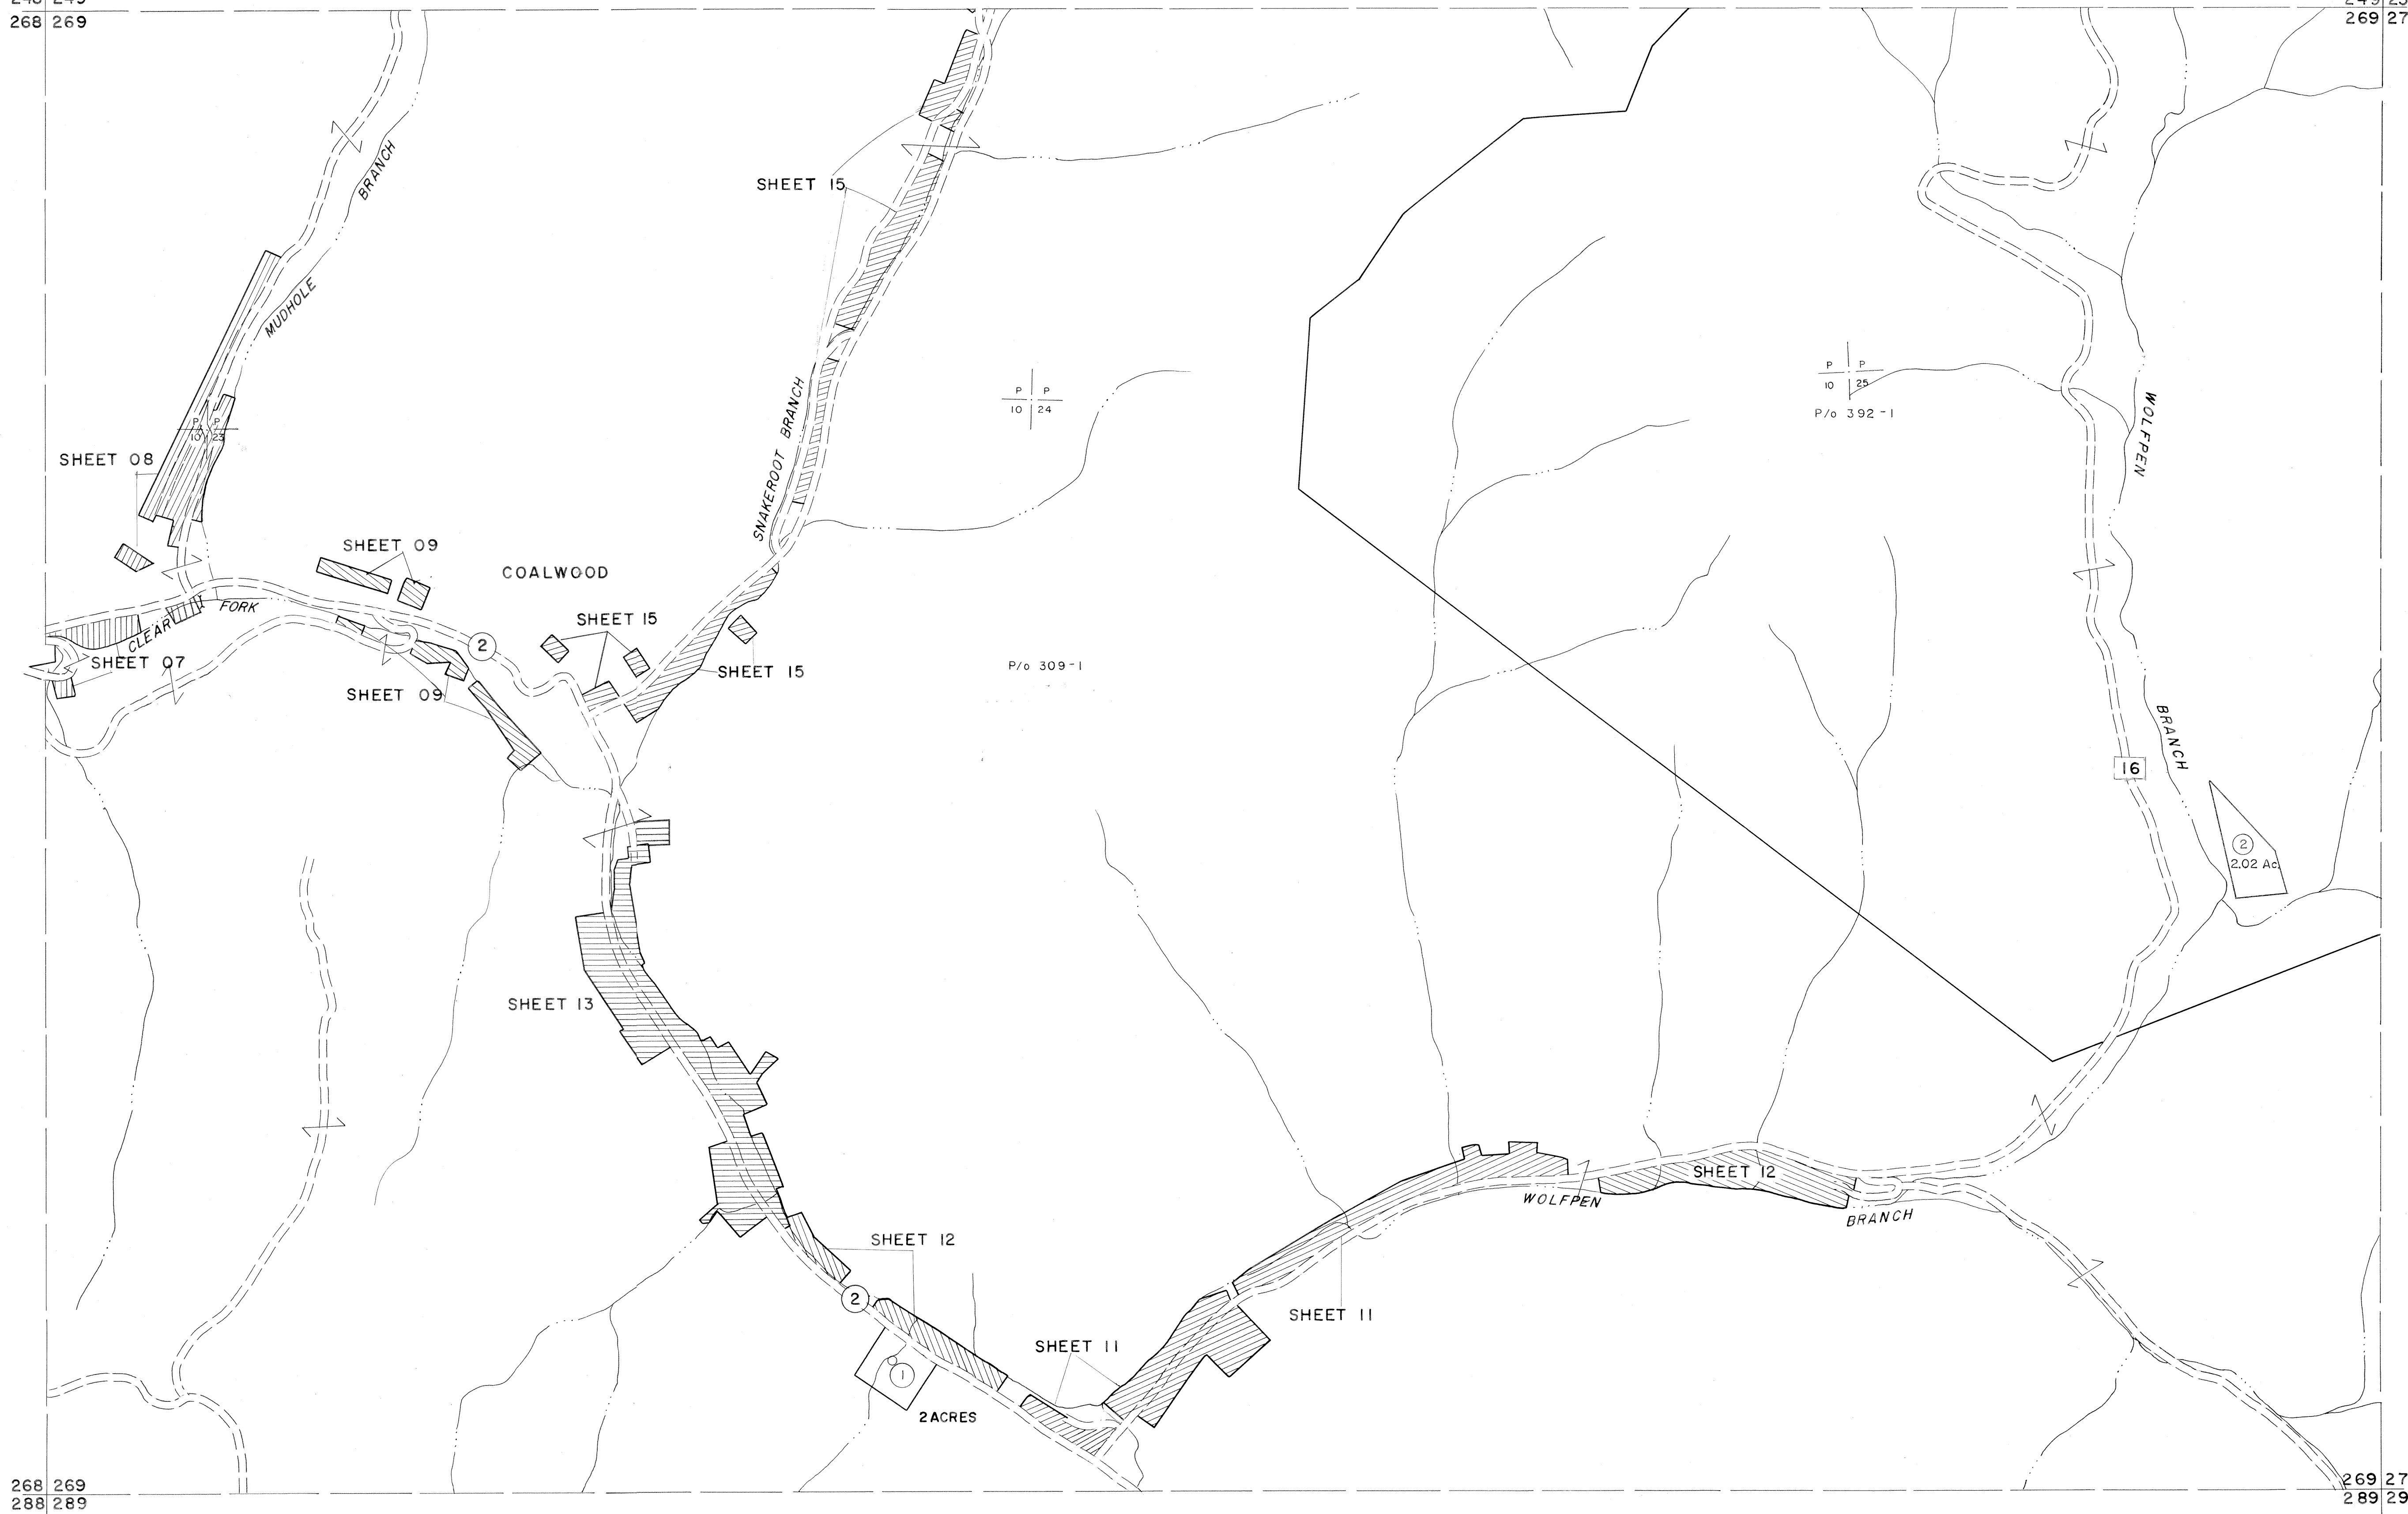 268 269
269 27
BRANCH
SHEET 15
MUDHOLE
P P
10 25
P/o 392-1
P P
10 24
SNAKEROOT BRANCH
WOLFPEN
P P
10 23
SHEET 08
SHEET 09
COALWOOD
FORK
CLEAR
SHEET 15
2
SHEET 07
SHEET 15
P/o 309-1
SHEET 09
BRANCH
16
2
2.02 Ac.
SHEET 13
SHEET 12
WOLFPEN
BRANCH
SHEET 12
2
SHEET 11
SHEET 11
1
2 ACRES
268 269
288 289
269 27
289 29